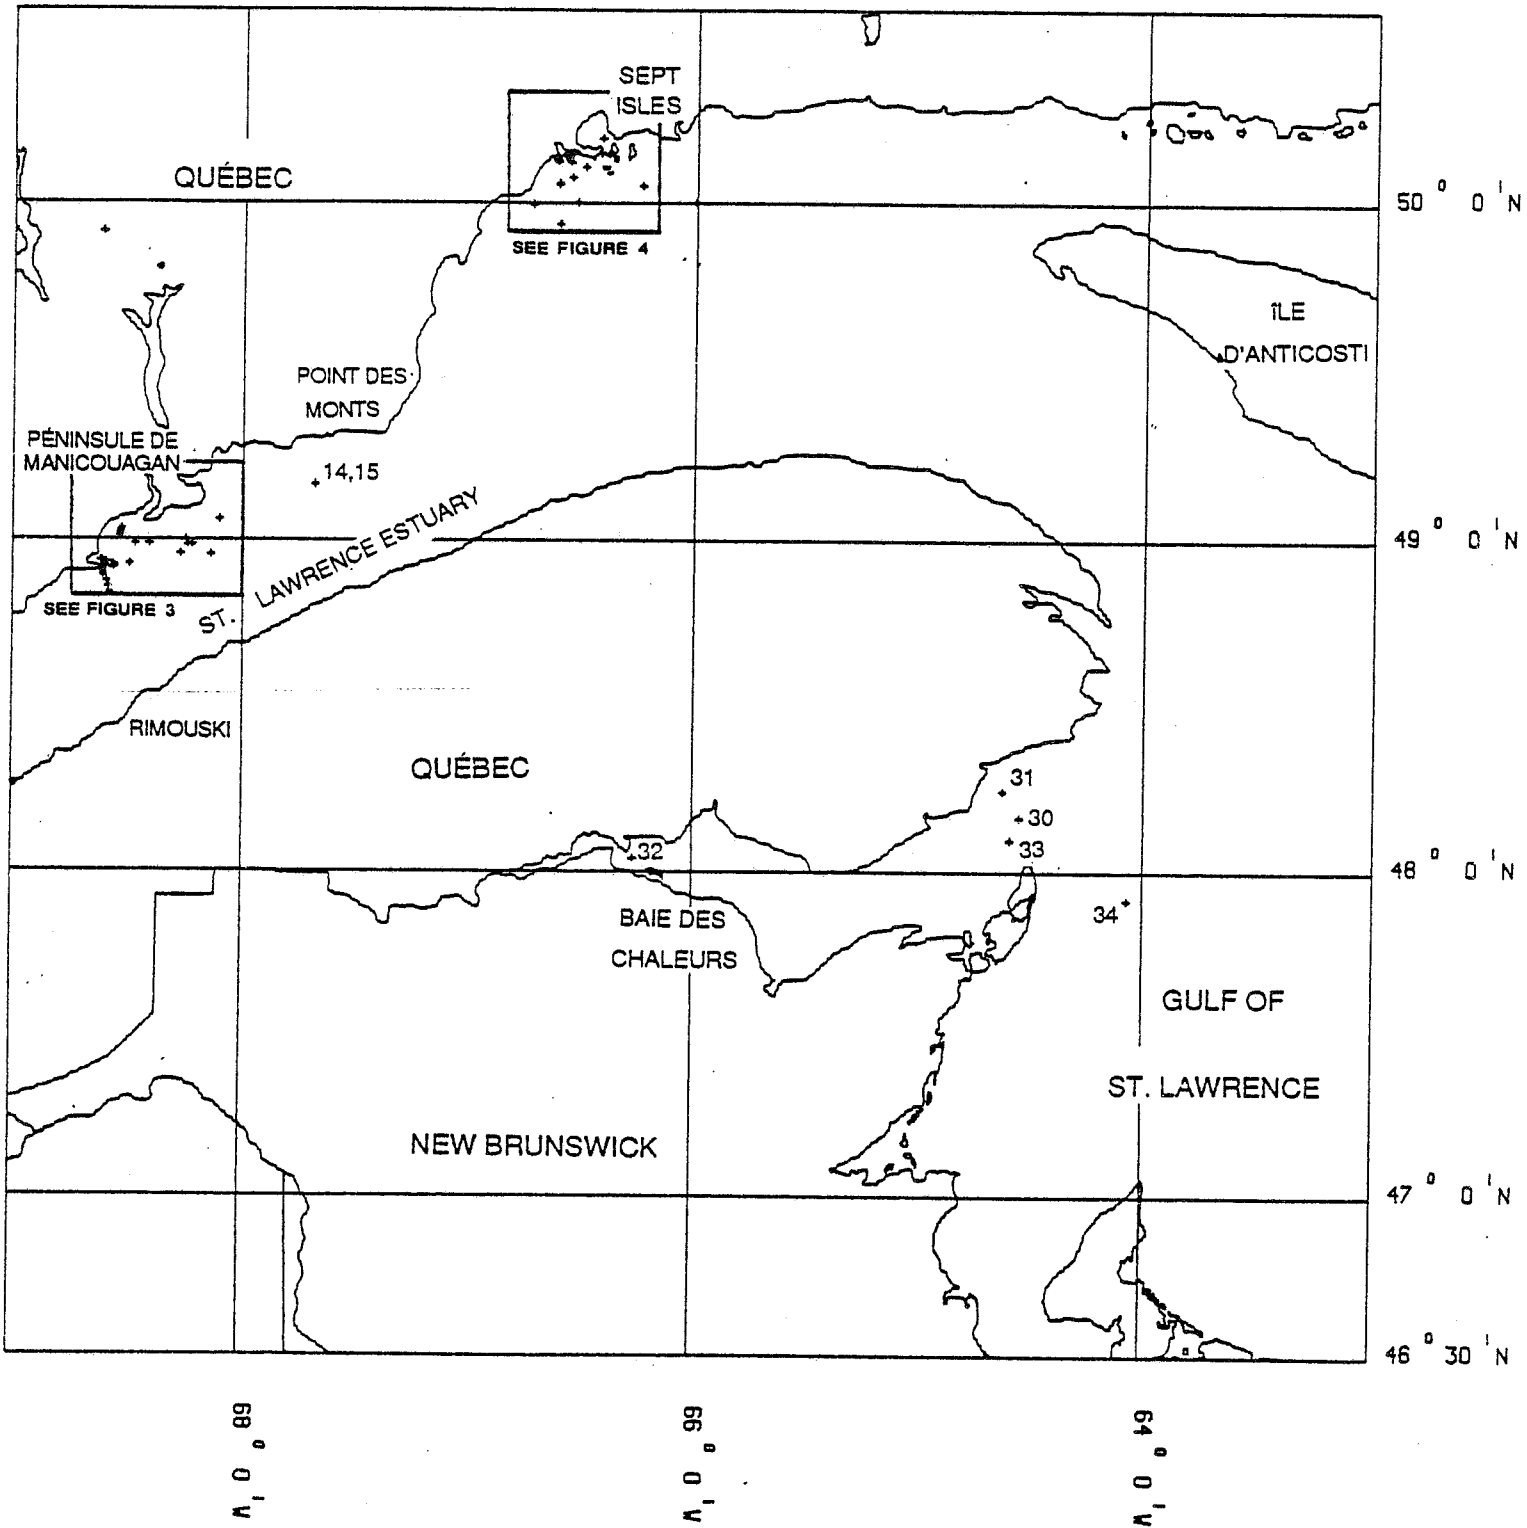 SEPT
ISLES
QUÉBEC
50° 0'N
SEE FIGURE 4
ÎLE
D'ANTICOSTI
POINT DES
MONTS
PÉNINSULE DE
MANICOUAGAN
14,15
ST. LAWRENCE ESTUARY
49° 0'N
SEE FIGURE 3
RIMOUSKI
QUÉBEC
31
30
33
32
48° 0'N
34
BAIE DES
CHALEURS
GULF OF
ST. LAWRENCE
NEW BRUNSWICK
47° 0'N
46° 30'N
68° 0'W
66° 0'W
64° 0'W